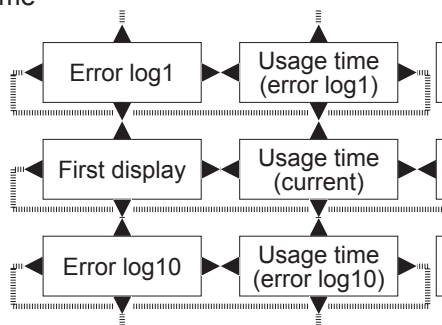 Error log1
Usage time
(error log1)
First display
Usage time
(current)
Error log10
Usage time
(error log10)